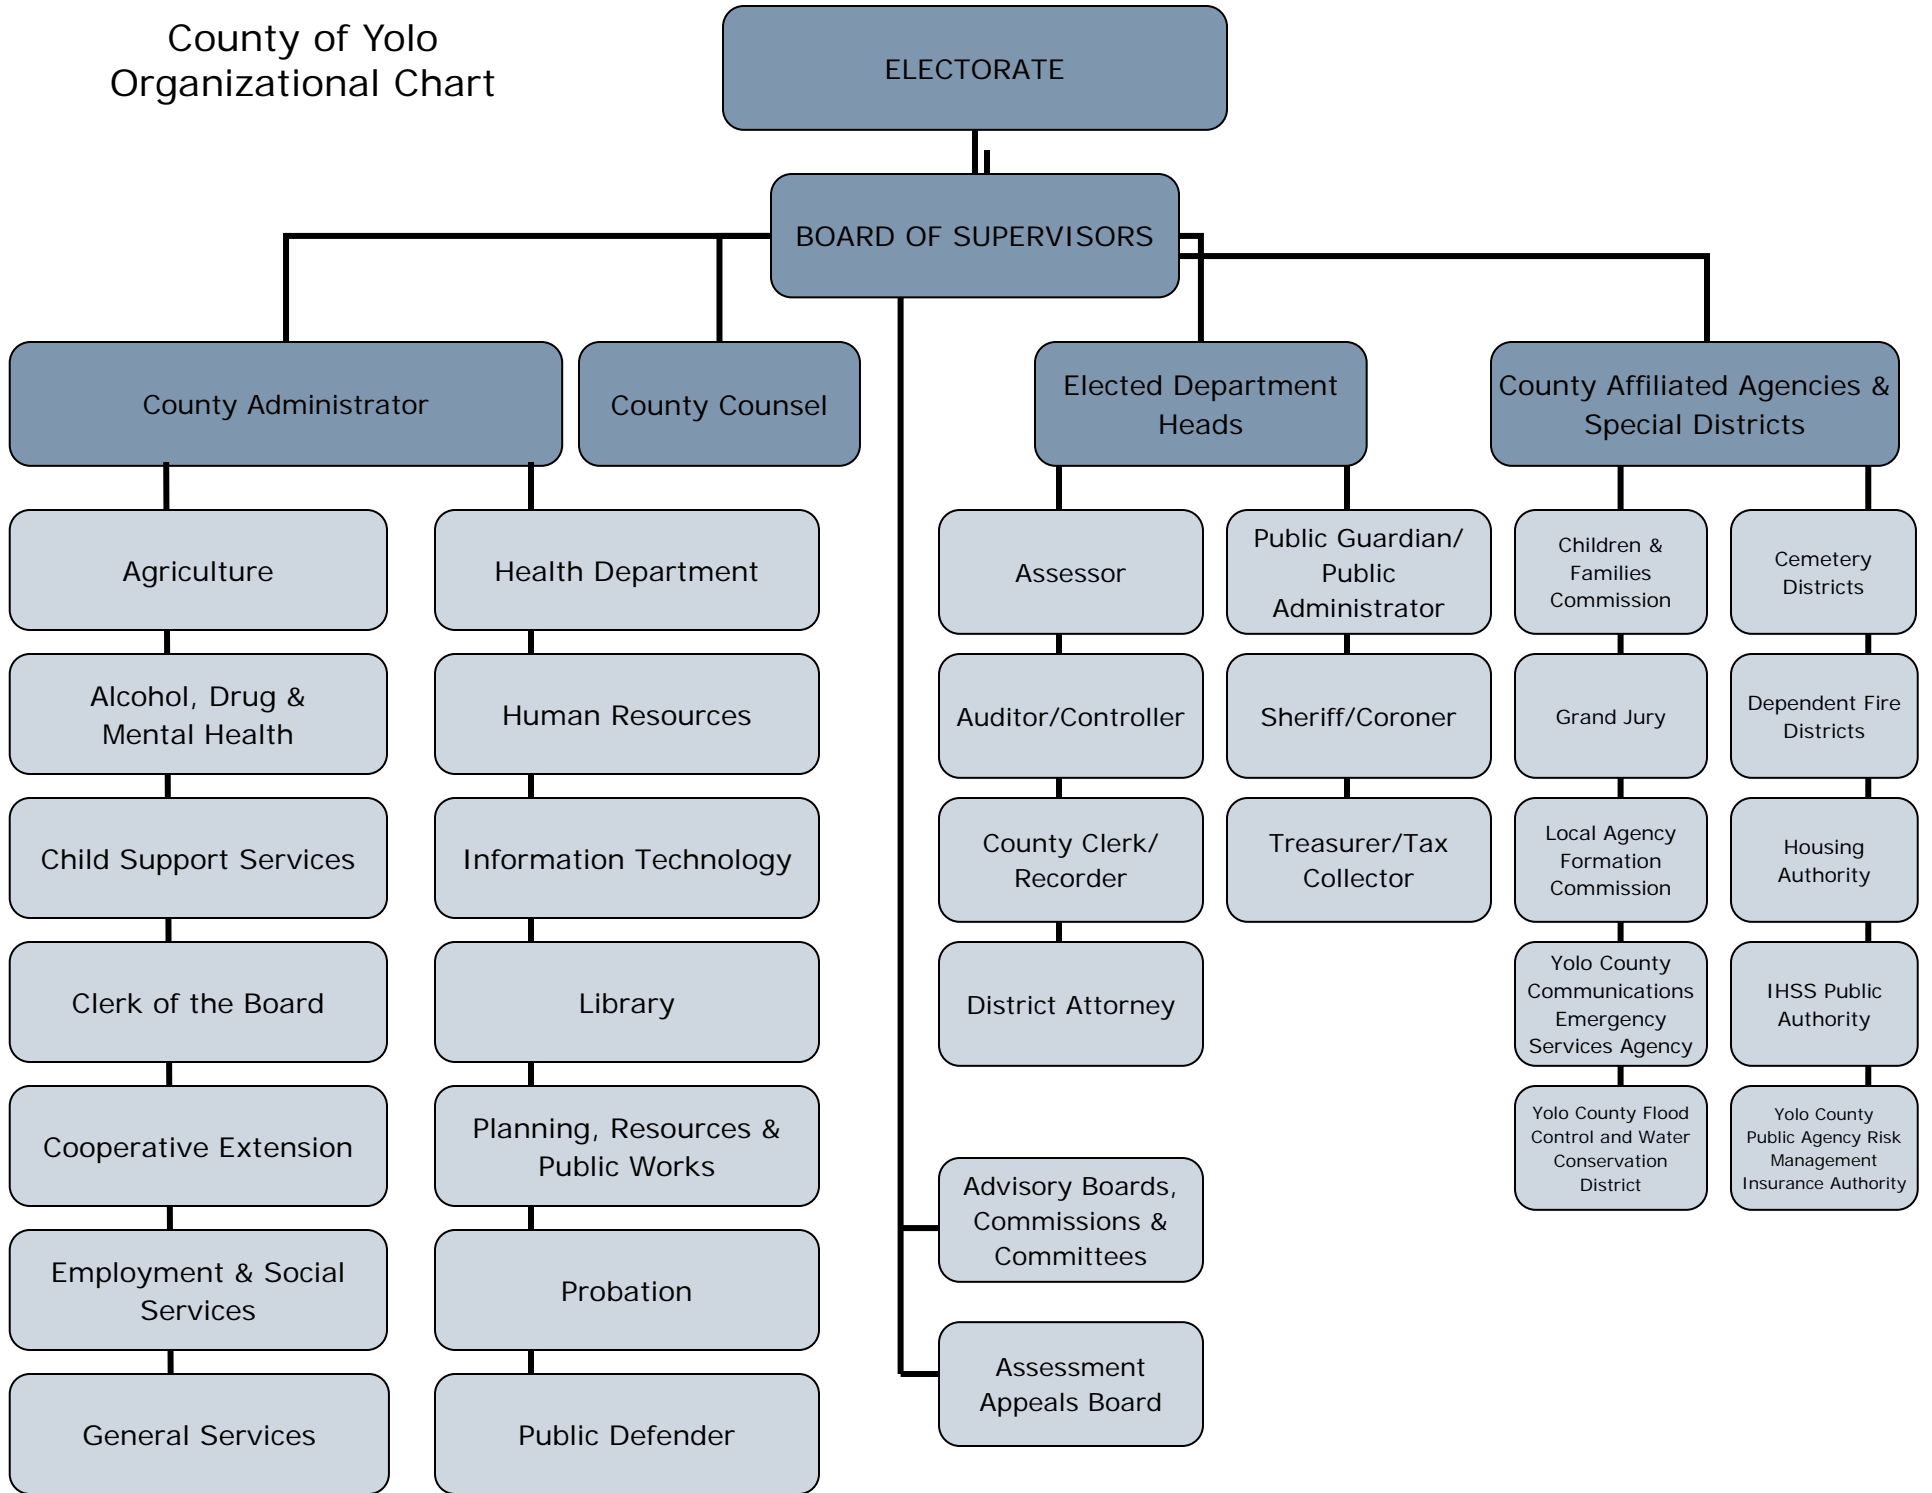 County of Yolo
Organizational Chart
ELECTORATE
BOARD OF SUPERVISORS
County Administrator
County Counsel
Elected Department
Heads
County Affiliated Agencies &
Special Districts
Agriculture
Alcohol, Drug &
Mental Health
Child Support Services
Clerk of the Board
Cooperative Extension
Employment & Social
Services
General Services
Health Department
Human Resources
Information Technology
Library
Planning, Resources &
Public Works
Probation
Public Defender
Assessor
Auditor/Controller
County Clerk/
Recorder
District Attorney
Public Guardian/
Public
Administrator
Sheriff/Coroner
Treasurer/Tax
Collector
Advisory Boards,
Commissions &
Committees
Assessment
Appeals Board
Children &
Families
Commission
Grand Jury
Local Agency
Formation
Commission
Yolo County
Communications
Emergency
Services Agency
Yolo County Flood
Control and Water
Conservation
District
Cemetery
Districts
Dependent Fire
Districts
Housing
Authority
IHSS Public
Authority
Yolo County
Public Agency Risk
Management
Insurance Authority